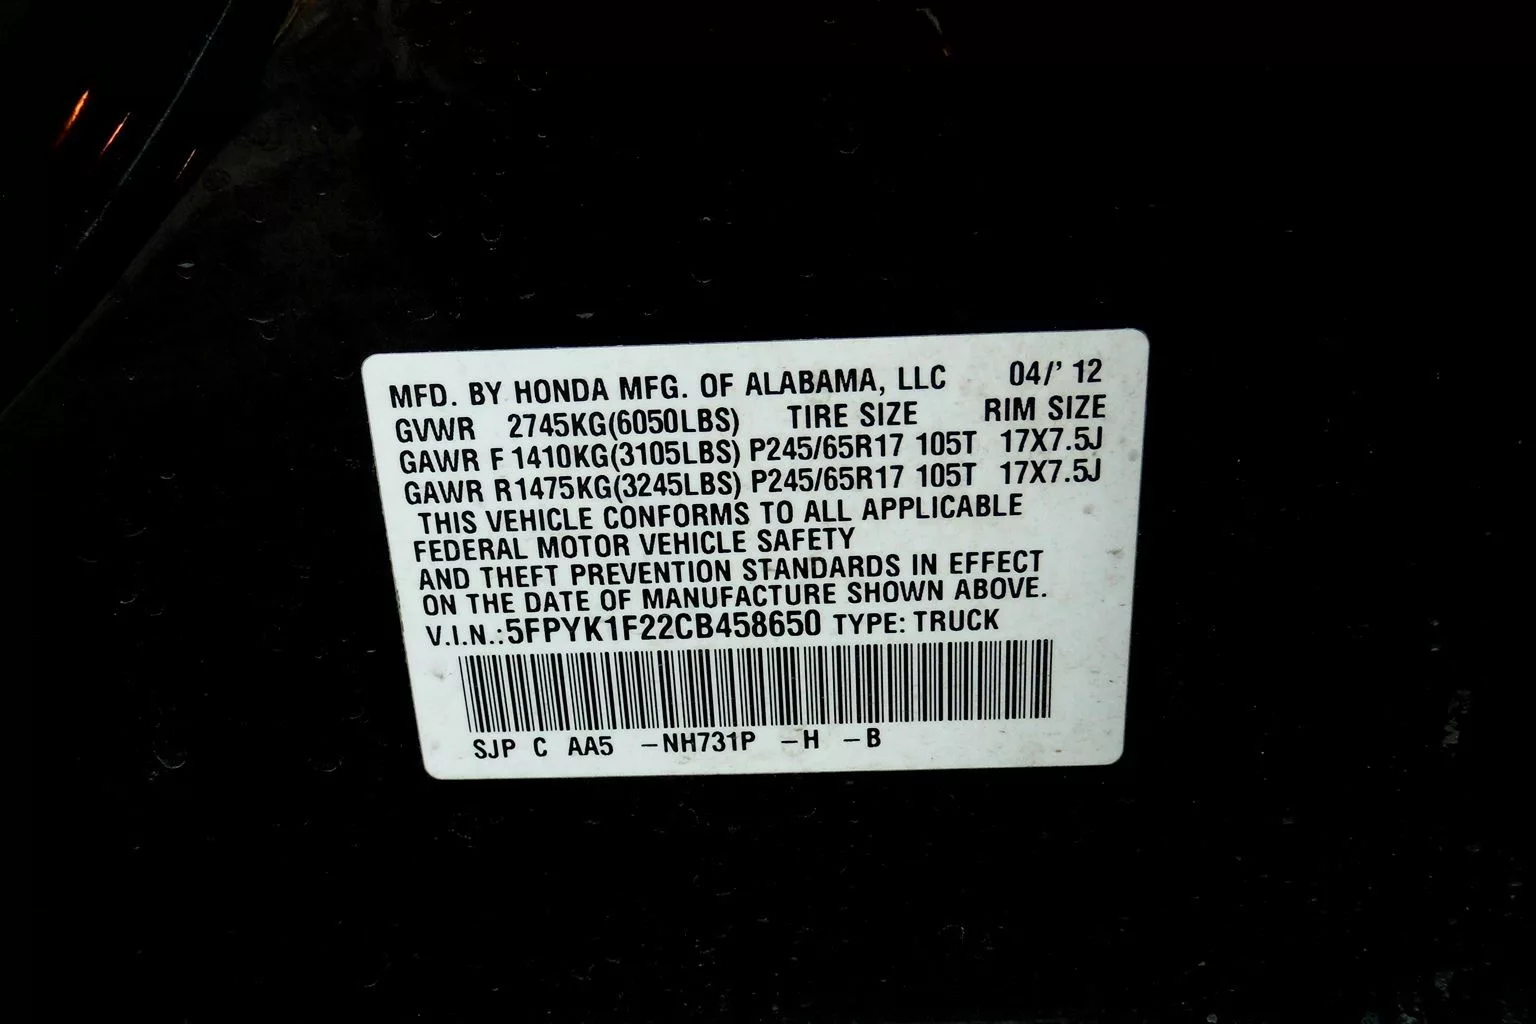 MFD. BY HONDA MFG. OF ALABAMA, LLC 04/' 12
GVWR 2745KG(6050LBS) TIRE SIZE RIM SIZE
GAWR F 1410KG(3105LBS) P245/65R17 105T 17X7.5J
GAWR R1475KG(3245LBS) P245/65R17 105T 17X7.5J
THIS VEHICLE CONFORMS TO ALL APPLICABLE
FEDERAL MOTOR VEHICLE SAFETY
AND THEFT PREVENTION STANDARDS IN EFFECT
ON THE DATE OF MANUFACTURE SHOWN ABOVE.
V.I.N.:5FPYK1F22CB458650 TYPE: TRUCK
SJP C AA5 -NH731P -H -B